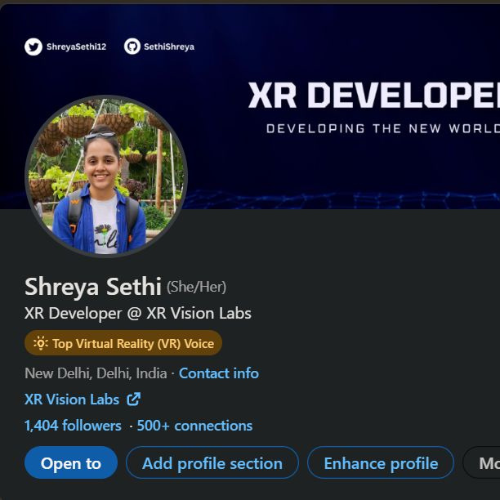 ShreyaSethi12 SethiShreya
XR DEVELOPE
DEVELOPING THE NEW WORLD
Shreya Sethi (She/Her)
XR Developer @ XR Vision Labs
Top Virtual Reality (VR) Voice
New Delhi, Delhi, India · Contact info
XR Vision Labs
1,404 followers · 500+ connections
Open to Add profile section Enhance profile Mo